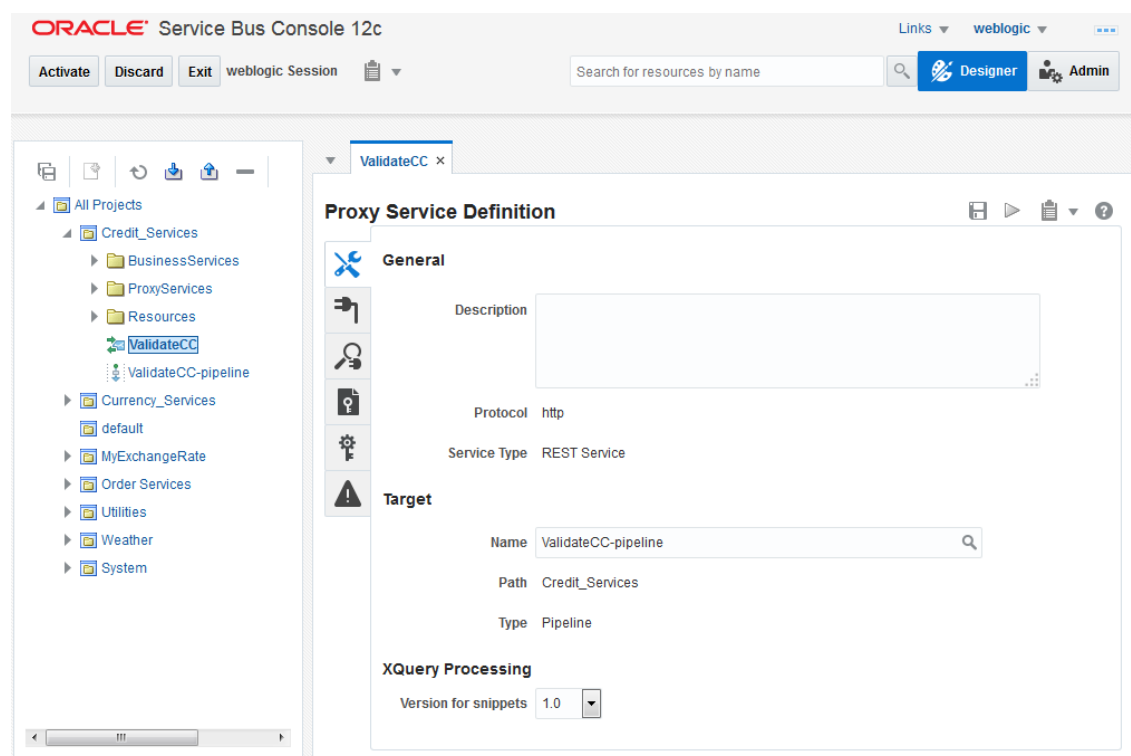 ORACLE Service Bus Console 12c
Links weblogic
Activate Discard Exit weblogic Session Search for resources by name Designer Admin
ValidateCC ×
All Projects
Credit_Services
BusinessServices
ProxyServices
Resources
ValidateCC
ValidateCC-pipeline
Currency_Services
default
MyExchangeRate
Order Services
Utilities
Weather
System
Proxy Service Definition
General
Description
Protocol http
Service Type REST Service
Target
Name ValidateCC-pipeline
Path Credit_Services
Type Pipeline
XQuery Processing
Version for snippets 1.0